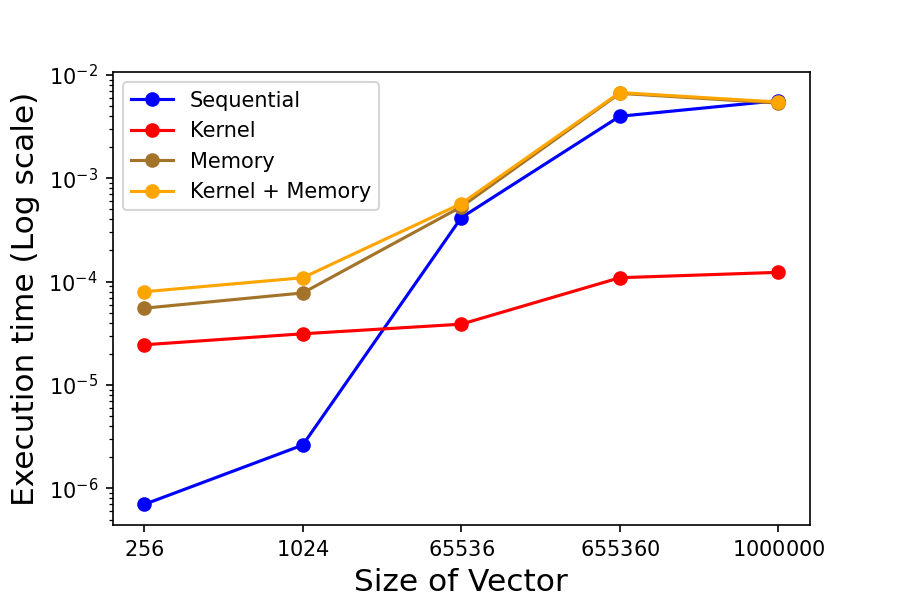 Execution time (Log scale)
10⁻²
10⁻³
10⁻⁴
10⁻⁵
10⁻⁶
Sequential
Kernel
Memory
Kernel + Memory
256 1024 65536 655360 1000000
Size of Vector